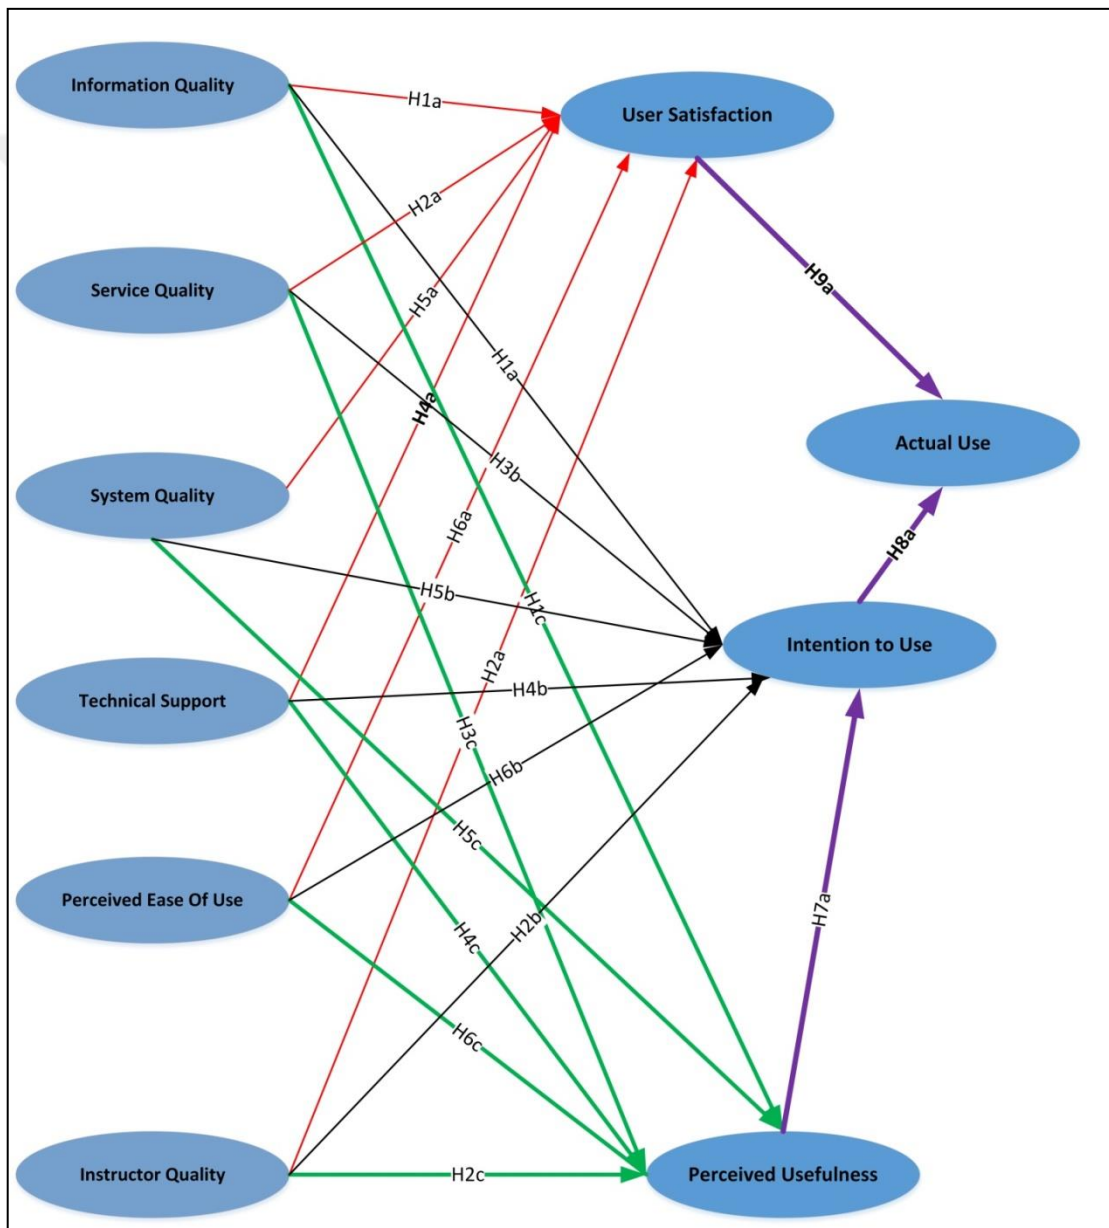 Information Quality
H1a
User Satisfaction
H2a
Service Quality
H5a
H9a
H1a
H4a
Actual Use
H3b
System Quality
H6a
H8a
H5b
H1c
Intention to Use
H2a
H4b
Technical Support
H3c
H6b
H5c
Perceived Ease Of Use
H7a
H2b
H4c
H6c
Instructor Quality
H2c
Perceived Usefulness